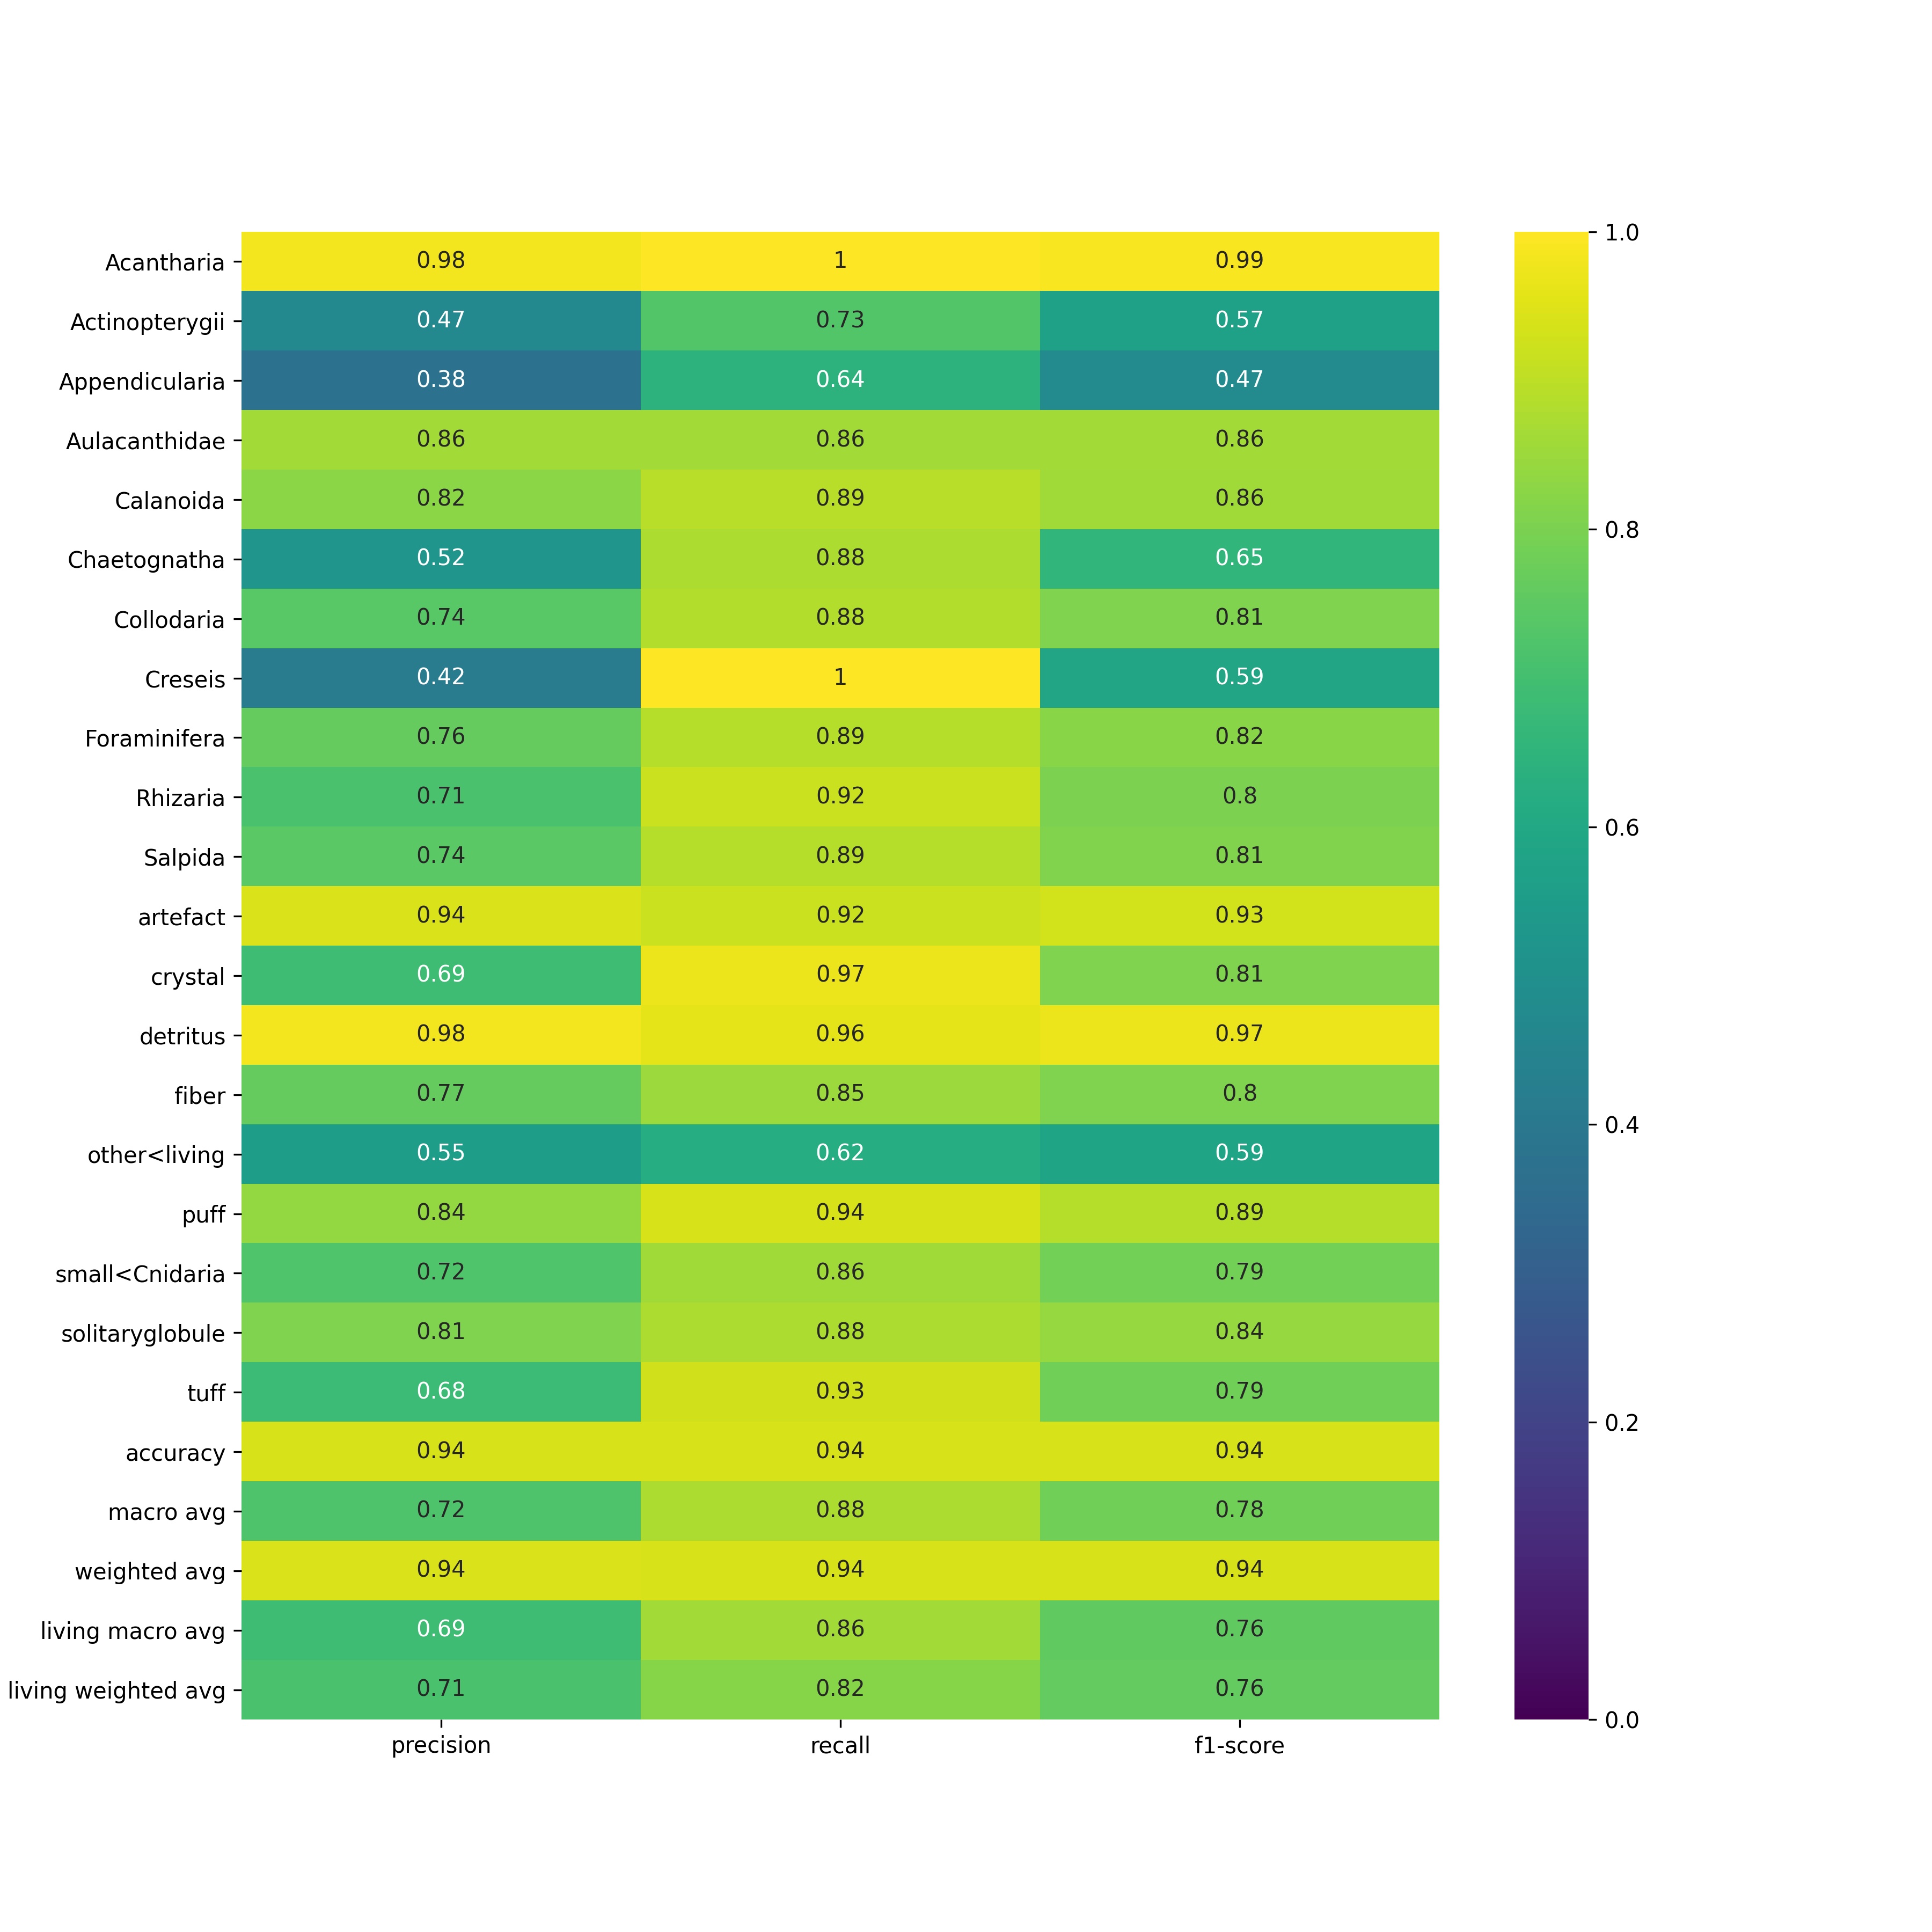 Acantharia 0.98 1 0.99
Actinopterygii 0.47 0.73 0.57
Appendicularia 0.38 0.64 0.47
Aulacanthidae 0.86 0.86 0.86
Calanoida 0.82 0.89 0.86
Chaetognatha 0.52 0.88 0.65
Collodaria 0.74 0.88 0.81
Creseis 0.42 1 0.59
Foraminifera 0.76 0.89 0.82
Rhizaria 0.71 0.92 0.8
Salpida 0.74 0.89 0.81
artefact 0.94 0.92 0.93
crystal 0.69 0.97 0.81
detritus 0.98 0.96 0.97
fiber 0.77 0.85 0.8
other<living 0.55 0.62 0.59
puff 0.84 0.94 0.89
small<Cnidaria 0.72 0.86 0.79
solitaryglobule 0.81 0.88 0.84
tuff 0.68 0.93 0.79
accuracy 0.94 0.94 0.94
macro avg 0.72 0.88 0.78
weighted avg 0.94 0.94 0.94
living macro avg 0.69 0.86 0.76
living weighted avg 0.71 0.82 0.76
precision recall f1-score
1.0
0.8
0.6
0.4
0.2
0.0